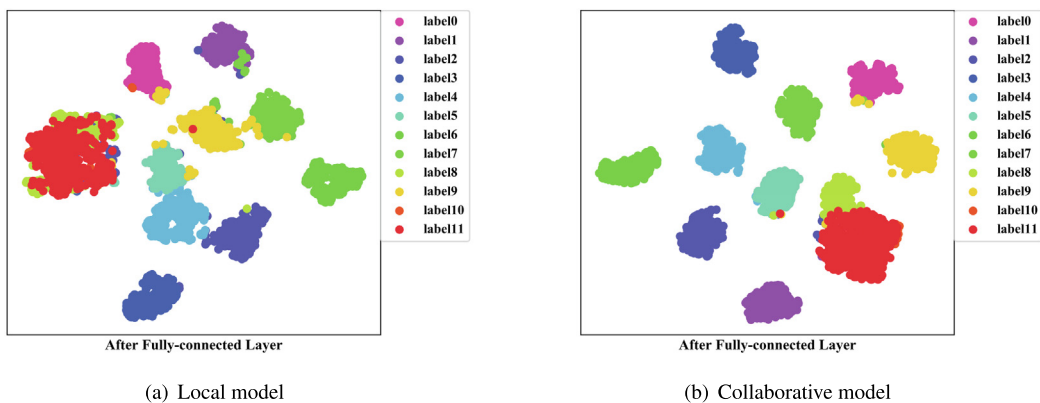 label0
label1
label2
label3
label4
label5
label6
label7
label8
label9
label10
label11
After Fully-connected Layer
(a) Local model
label0
label1
label2
label3
label4
label5
label6
label7
label8
label9
label10
label11
After Fully-connected Layer
(b) Collaborative model